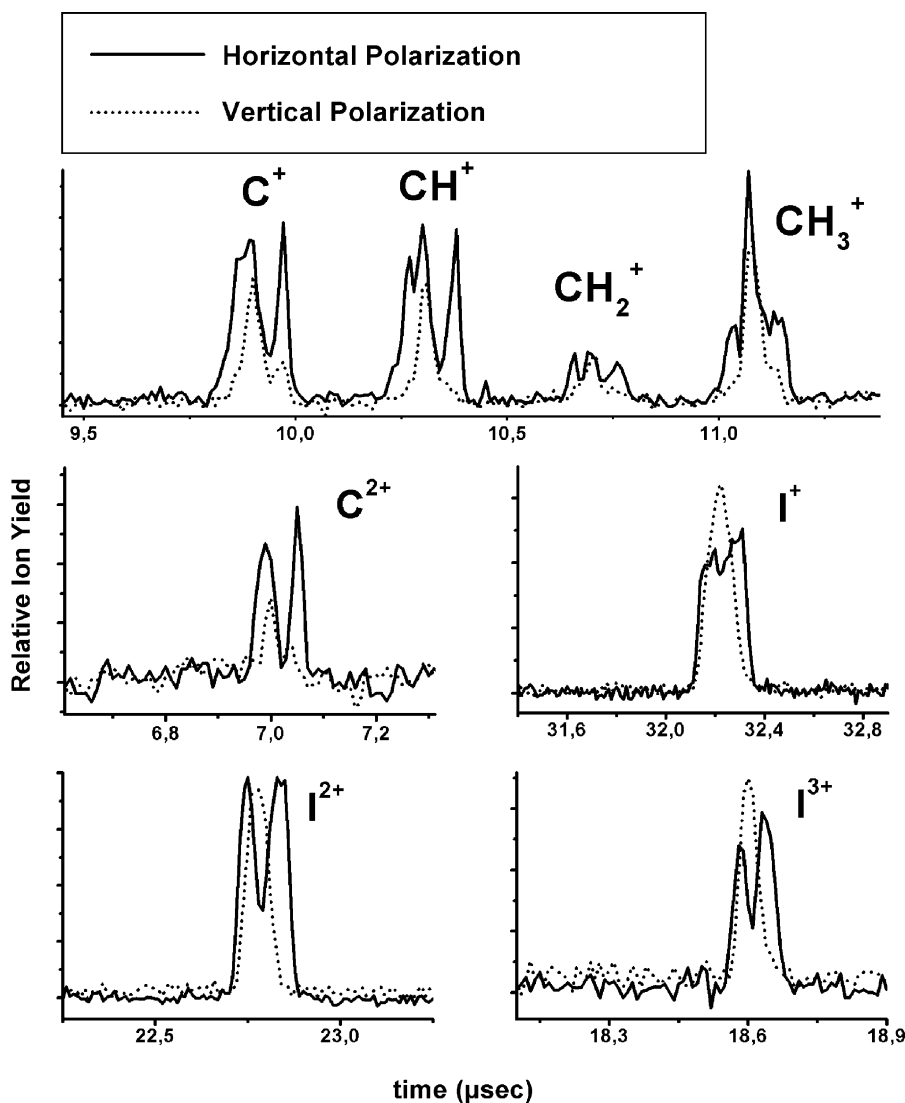 Horizontal Polarization
Vertical Polarization
C⁺
CH⁺
CH₂⁺
CH₃⁺
9,5 10,0 10,5 11,0
Relative Ion Yield
C²⁺
I⁺
6,8 7,0 7,2
31,6 32,0 32,4 32,8
I²⁺
I³⁺
22,5 23,0
18,3 18,6 18,9
time (µsec)